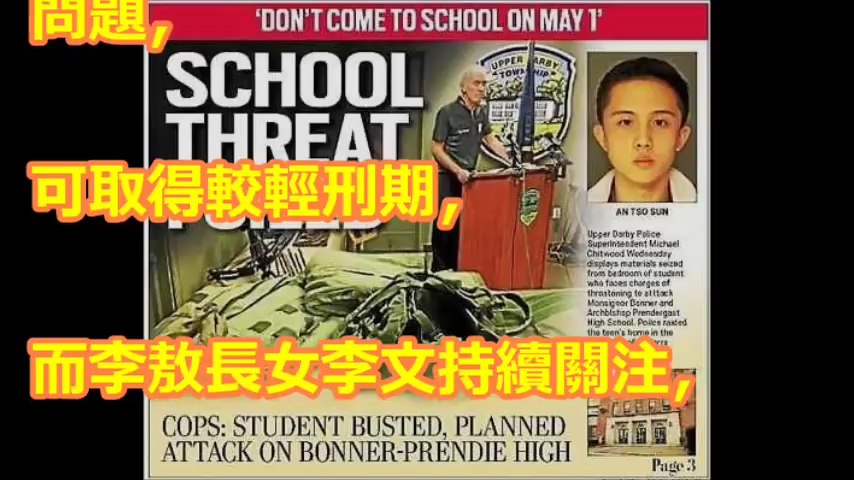 'DON'T COME TO SCHOOL ON MAY 1'
問題,
SCHOOL
THREAT
可取得較輕刑期,
UPPER DARBY
TOWNSHIP
AN TSO SUN
Upper Darby Police
Superintendent Michael
Chitwood Wednesday
displays materials seized
from bedroom of student
who faces charges of
threatening to attack
Monsignor Bonner and
Archbishop Prendergast
High School. Police raided
the teen's home in the
而李敖長女李文持續關注,
COPS: STUDENT BUSTED, PLANNED
ATTACK ON BONNER-PRENDIE HIGH
Page 3